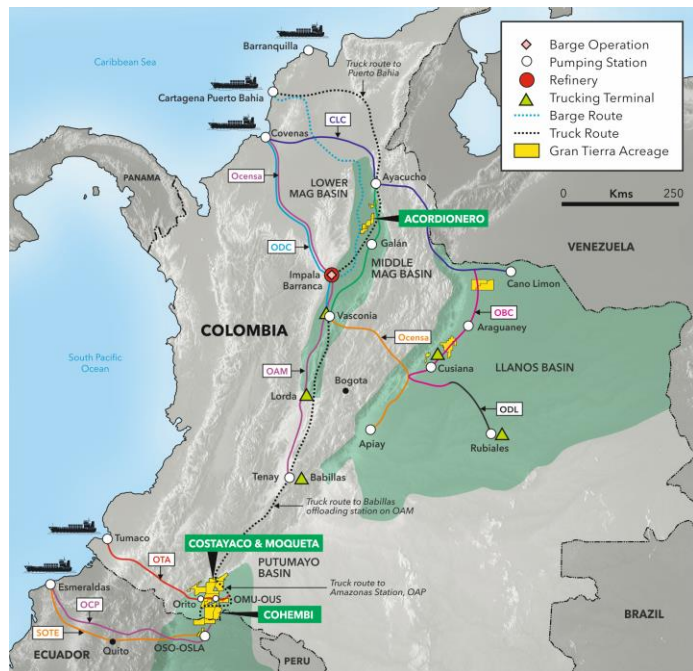 Caribbean Sea
Barranquilla
Truck route to
Puerto Bahia
Cartagena Puerto Bahia
Covenas
CLC
PANAMA
Ocensa
LOWER
MAG BASIN
Ayacucho
ACORDIONERO
ODC
Galán
MIDDLE
MAG BASIN
Impala
Barranca
VENEZUELA
Cano Limon
COLOMBIA
Vasconia
OBC
Araguaney
Ocensa
South Pacific
Ocean
OAM
Cusiana
LLANOS BASIN
Bogota
Lorda
ODL
Apiay
Rubiales
Tenay
Babillas
Truck route to Babillas
offloading station on OAM
Tumaco
COSTAYACO & MOQUETA
OTA
PUTUMAYO
BASIN
Esmeraldas
Truck route to
Amazonas Station, OAP
OCP
Orito
OMU-OUS
COHEMBI
SOTE
Quito
OSO-OSLA
ECUADOR
PERU
BRAZIL
Barge Operation
Pumping Station
Refinery
Trucking Terminal
Barge Route
Truck Route
Gran Tierra Acreage
0 Kms 250